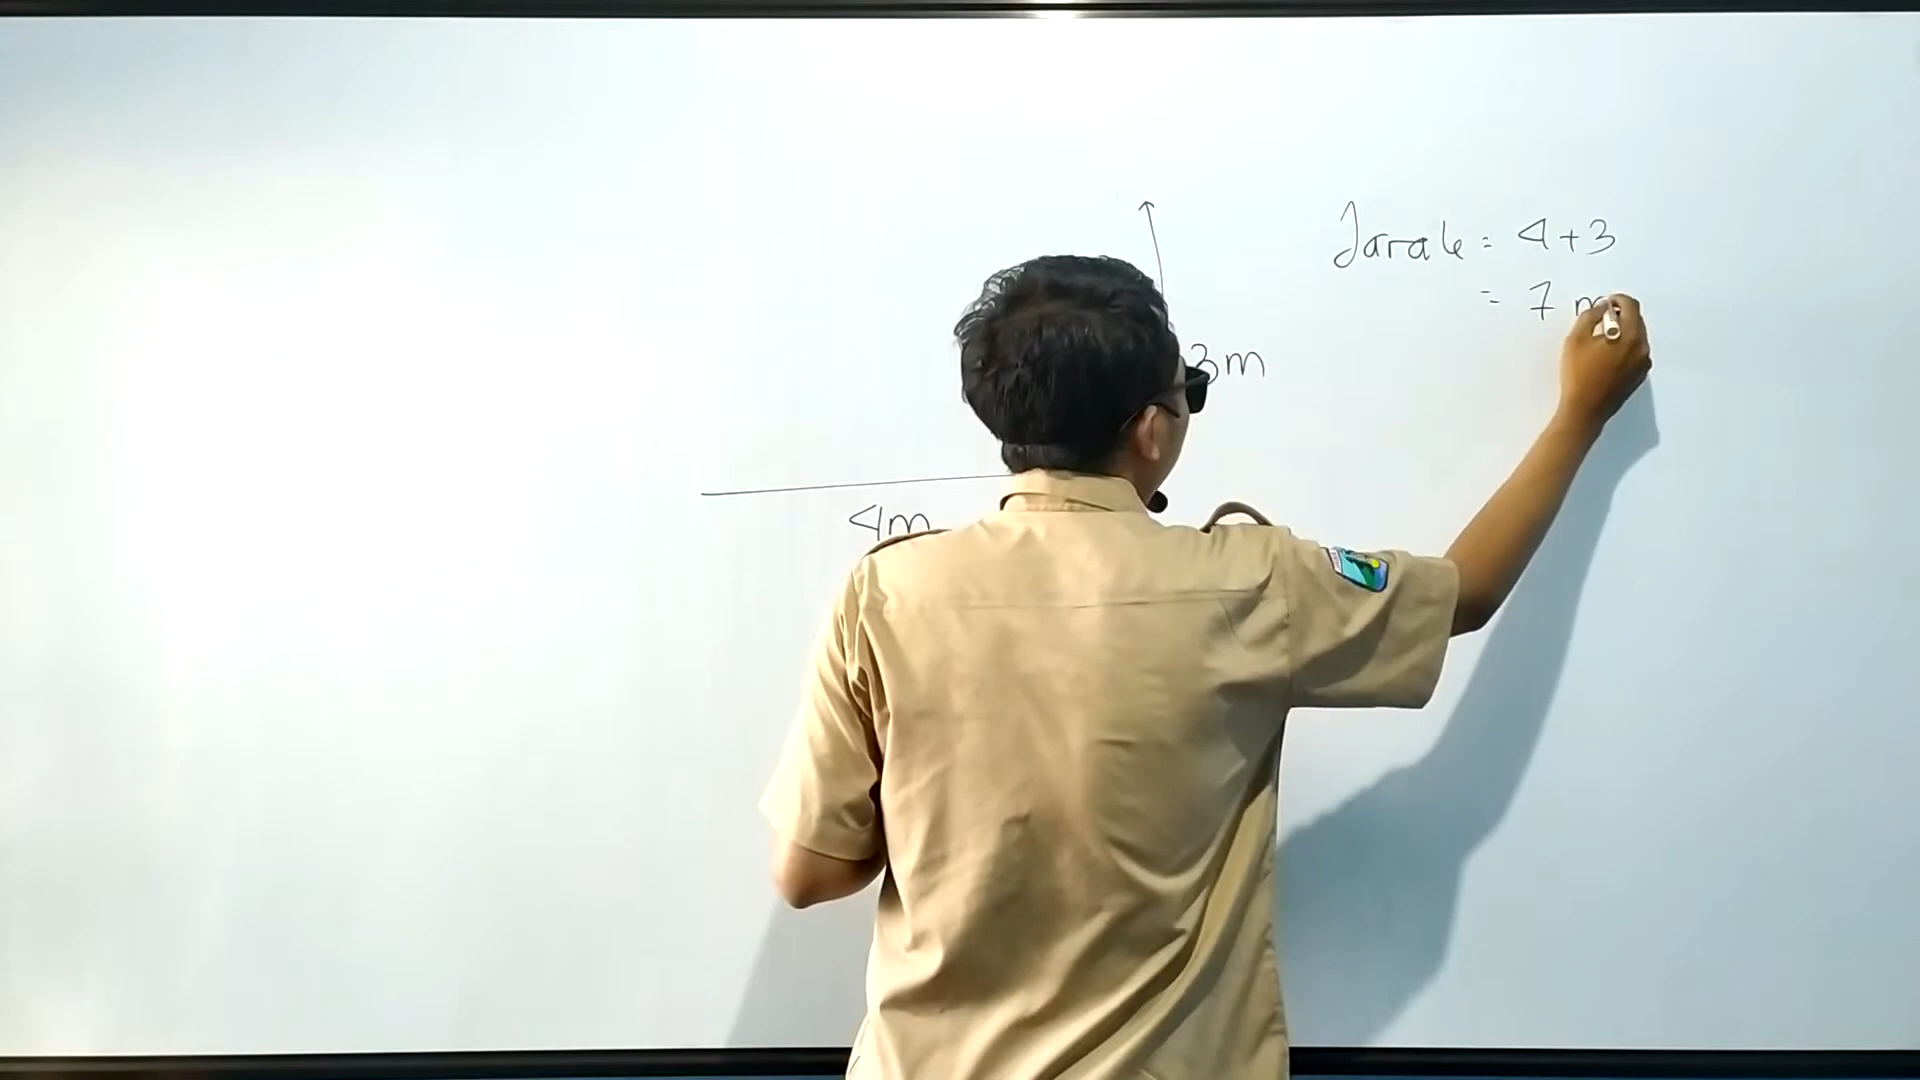 Jarak = 4+3
= 7 m
3m
4m